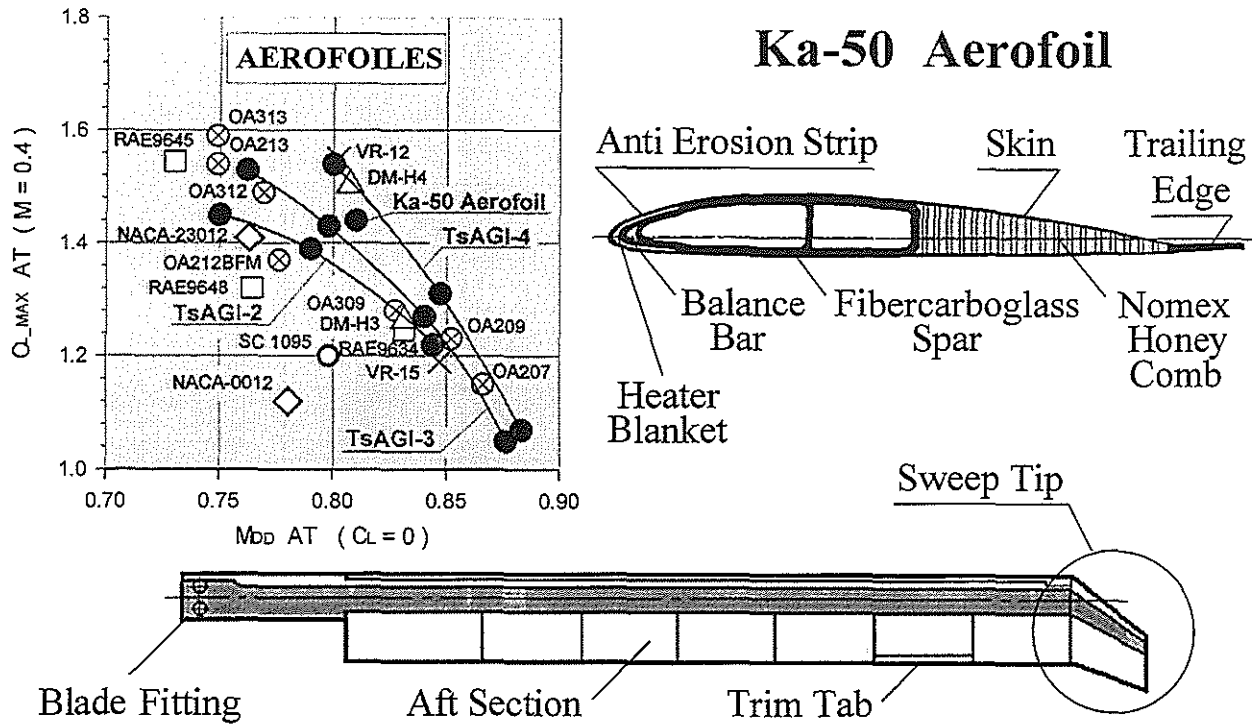 AEROFOILES
Ka-50 Aerofoil
1.8
1.6
1.4
1.2
1.0
0.70
0.75
0.80
0.85
0.90
CL_MAX AT ( M = 0.4 )
MDD AT ( CL = 0 )
OA313
RAE9645
OA213
VR-12
DM-H4
OA312
Ka-50 Aerofoil
NACA-23012
TsAGI-4
OA212BFM
RAE9648
TsAGI-2
OA309
DM-H3
OA209
SC 1095
RAE9634
VR-15
OA207
NACA-0012
TsAGI-3
Anti Erosion Strip
Skin
Trailing
Edge
Balance
Bar
Fibercarboglass
Spar
Nomex
Honey
Comb
Heater
Blanket
Sweep Tip
Blade Fitting
Aft Section
Trim Tab